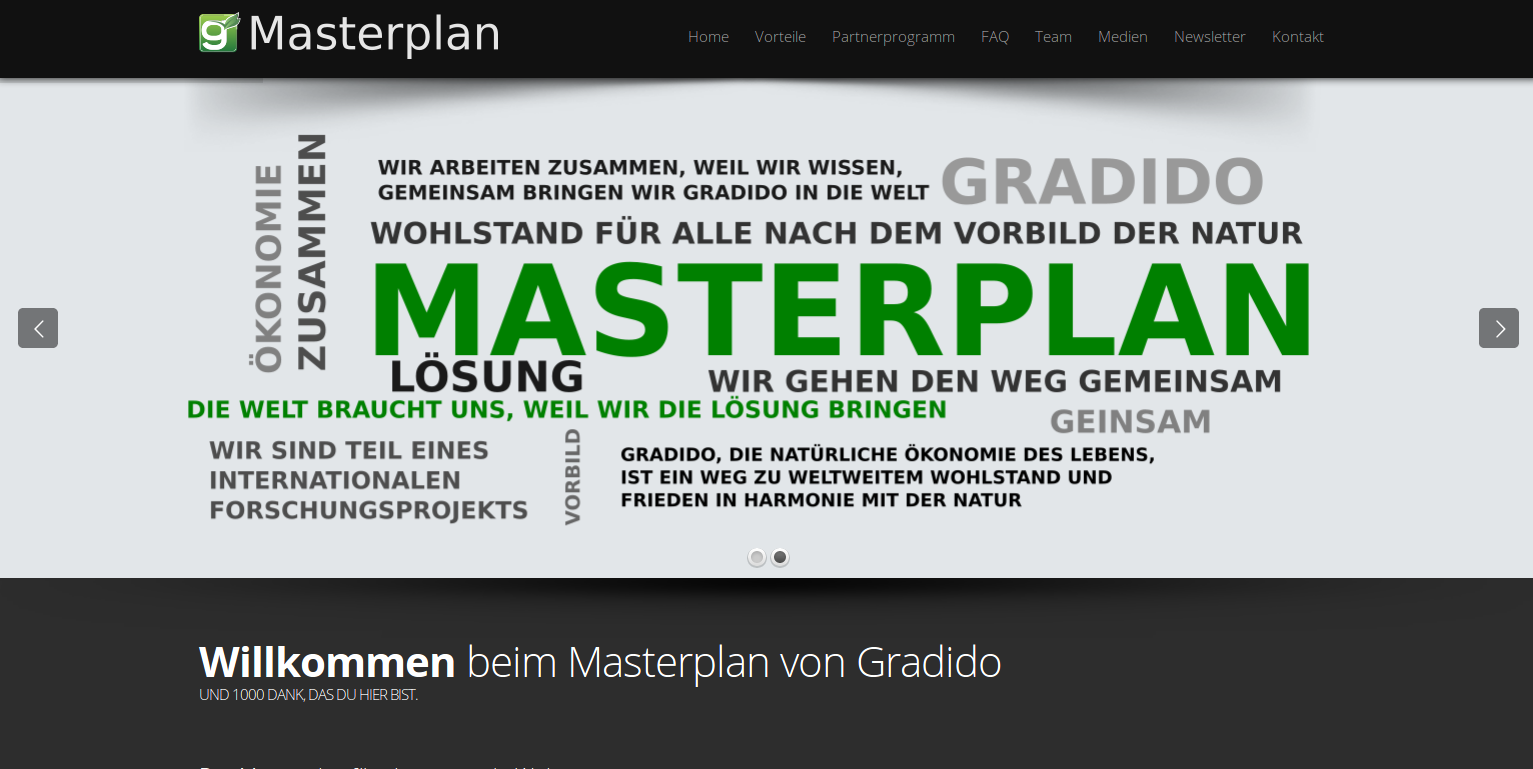 Masterplan
Home Vorteile Partnerprogramm FAQ Team Medien Newsletter Kontakt
ÖKONOMIE
ZUSAMMEN
WIR ARBEITEN ZUSAMMEN, WEIL WIR WISSEN,
GEMEINSAM BRINGEN WIR GRADIDO IN DIE WELT
GRADIDO
WOHLSTAND FÜR ALLE NACH DEM VORBILD DER NATUR
MASTERPLAN
LÖSUNG
WIR GEHEN DEN WEG GEMEINSAM
DIE WELT BRAUCHT UNS, WEIL WIR DIE LÖSUNG BRINGEN
GEINSAM
WIR SIND TEIL EINES
INTERNATIONALEN
FORSCHUNGSPROJEKTS
VORBILD
GRADIDO, DIE NATÜRLICHE ÖKONOMIE DES LEBENS,
IST EIN WEG ZU WELTWEITEM WOHLSTAND UND
FRIEDEN IN HARMONIE MIT DER NATUR
Willkommen beim Masterplan von Gradido
UND 1000 DANK, DAS DU HIER BIST.